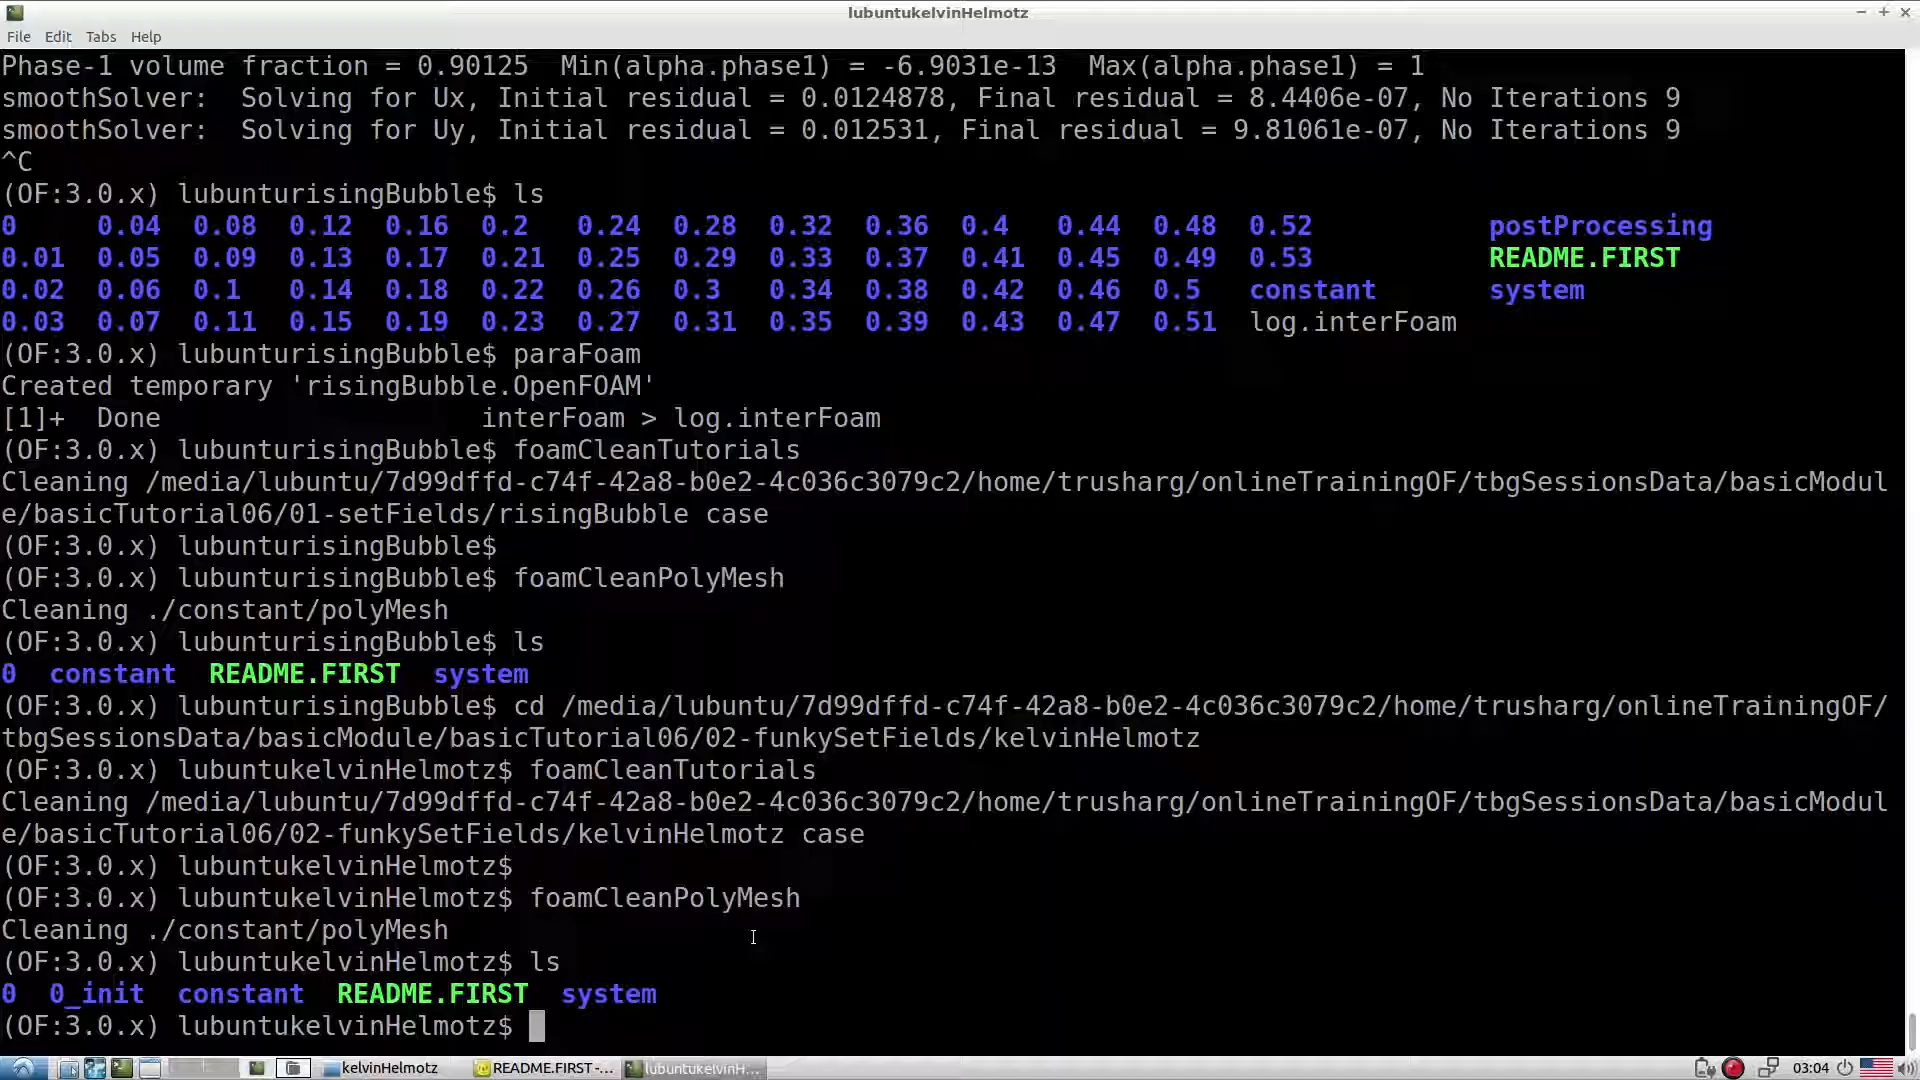 lubuntukelvinHelmotz
File Edit Tabs Help
Phase-1 volume fraction = 0.90125  Min(alpha.phase1) = -6.9031e-13  Max(alpha.phase1) = 1
smoothSolver:  Solving for Ux, Initial residual = 0.0124878, Final residual = 8.4406e-07, No Iterations 9
smoothSolver:  Solving for Uy, Initial residual = 0.012531, Final residual = 9.81061e-07, No Iterations 9
^C
(OF:3.0.x) lubunturisingBubble$ ls
0     0.04  0.08  0.12  0.16  0.2   0.24  0.28  0.32  0.36  0.4   0.44  0.48  0.52           postProcessing
0.01  0.05  0.09  0.13  0.17  0.21  0.25  0.29  0.33  0.37  0.41  0.45  0.49  0.53           README.FIRST
0.02  0.06  0.1   0.14  0.18  0.22  0.26  0.3   0.34  0.38  0.42  0.46  0.5   constant       system
0.03  0.07  0.11  0.15  0.19  0.23  0.27  0.31  0.35  0.39  0.43  0.47  0.51  log.interFoam
(OF:3.0.x) lubunturisingBubble$ paraFoam
Created temporary 'risingBubble.OpenFOAM'
[1]+  Done                    interFoam > log.interFoam
(OF:3.0.x) lubunturisingBubble$ foamCleanTutorials
Cleaning /media/lubuntu/7d99dffd-c74f-42a8-b0e2-4c036c3079c2/home/trusharg/onlineTrainingOF/tbgSessionsData/basicModul
e/basicTutorial06/01-setFields/risingBubble case
(OF:3.0.x) lubunturisingBubble$
(OF:3.0.x) lubunturisingBubble$ foamCleanPolyMesh
Cleaning ./constant/polyMesh
(OF:3.0.x) lubunturisingBubble$ ls
0  constant  README.FIRST  system
(OF:3.0.x) lubunturisingBubble$ cd /media/lubuntu/7d99dffd-c74f-42a8-b0e2-4c036c3079c2/home/trusharg/onlineTrainingOF/
tbgSessionsData/basicModule/basicTutorial06/02-funkySetFields/kelvinHelmotz
(OF:3.0.x) lubuntukelvinHelmotz$ foamCleanTutorials
Cleaning /media/lubuntu/7d99dffd-c74f-42a8-b0e2-4c036c3079c2/home/trusharg/onlineTrainingOF/tbgSessionsData/basicModul
e/basicTutorial06/02-funkySetFields/kelvinHelmotz case
(OF:3.0.x) lubuntukelvinHelmotz$
(OF:3.0.x) lubuntukelvinHelmotz$ foamCleanPolyMesh
Cleaning ./constant/polyMesh
(OF:3.0.x) lubuntukelvinHelmotz$ ls
0  0_init  constant  README.FIRST  system
(OF:3.0.x) lubuntukelvinHelmotz$
kelvinHelmotz README.FIRST -... lubuntukelvinH... 03:04